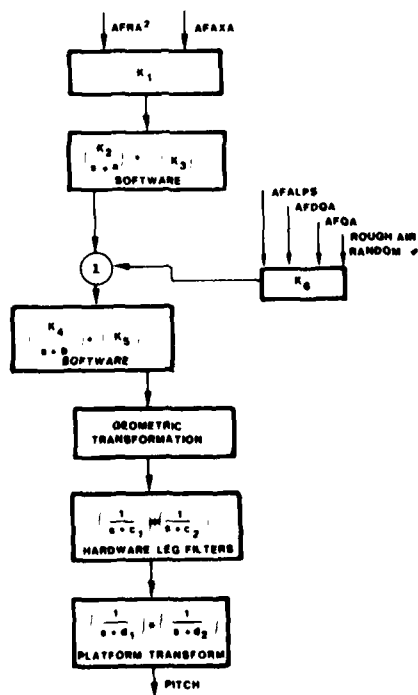 AFRA² AFAXA
K₁
(K₂ / s + a) + (K₃)
SOFTWARE
AFALPS
AFDQA
AFQA
ROUGH AIR
RANDOM
Σ
K₆
(K₄ / s + b) + (K₅)
SOFTWARE
GEOMETRIC
TRANSFORMATION
(1 / s + c₁) (1 / s + c₂)
HARDWARE LEG FILTERS
(1 / s + d₁) (1 / s + d₂)
PLATFORM TRANSFORM
PITCH